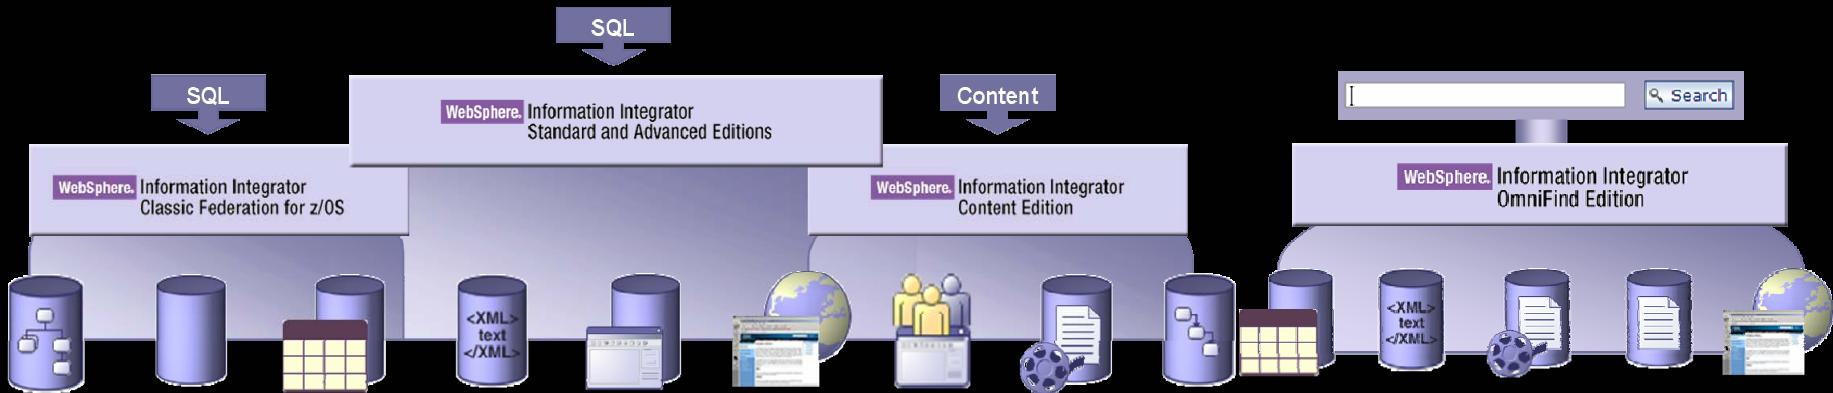 SQL
SQL
WebSphere. Information Integrator
Standard and Advanced Editions
Content
Search
WebSphere. Information Integrator
Classic Federation for z/OS
WebSphere. Information Integrator
Content Edition
WebSphere. Information Integrator
OmniFind Edition
<XML>
text
</XML>
<XML>
text
</XML>